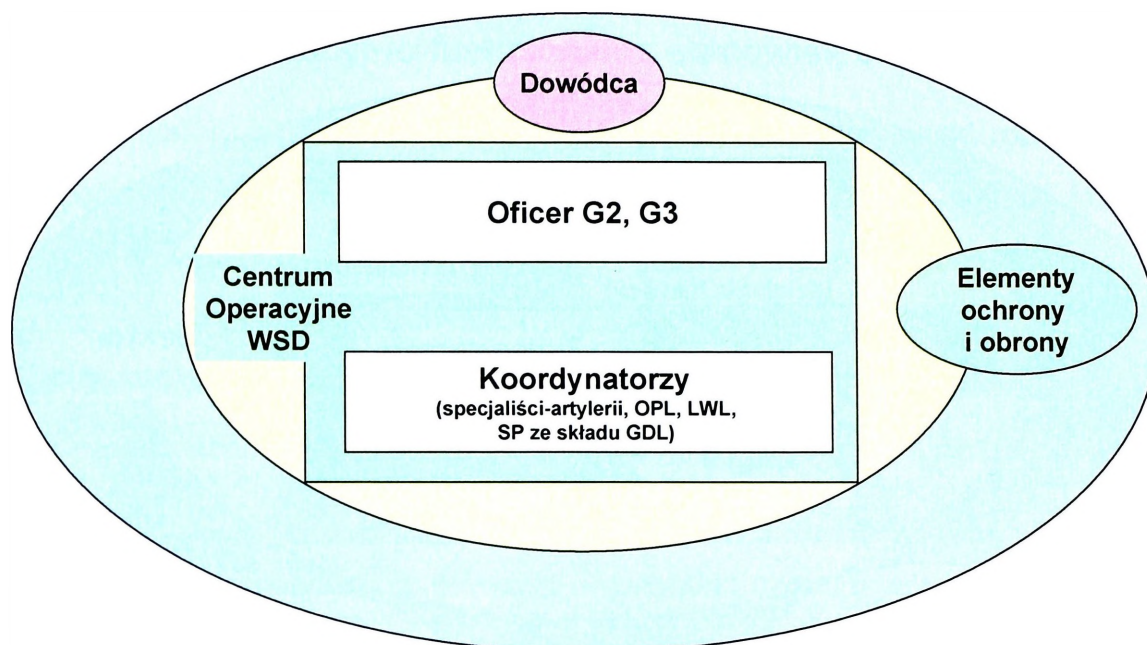 Dowódca
Oficer G2, G3
Centrum
Operacyjne
WSD
Elementy
ochrony
i obrony
Koordynatorzy
(specjaliści-artylerii, OPL, LWL,
SP ze składu GDL)